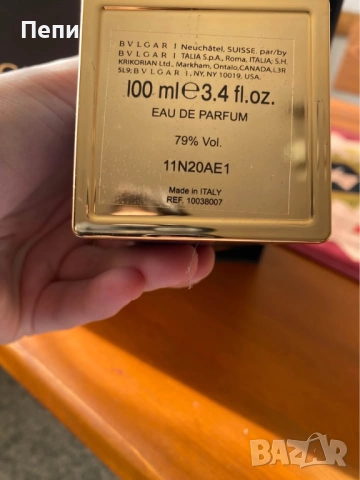 Пепи
BVLGARI Neuchâtel, SUISSE. par/by
BVLGARI ITALIA S.p.A., Roma, ITALIA; S.H.
KRIKORIAN Ltd., Markham, Ontalo, CANADA, L3R
5L9; BVLGARI, NY, NY 10019, USA.
100 ml e 3.4 fl.oz.
EAU DE PARFUM
79% Vol.
11N20AE1
Made in ITALY
REF. 10038007
BAZAR
bg